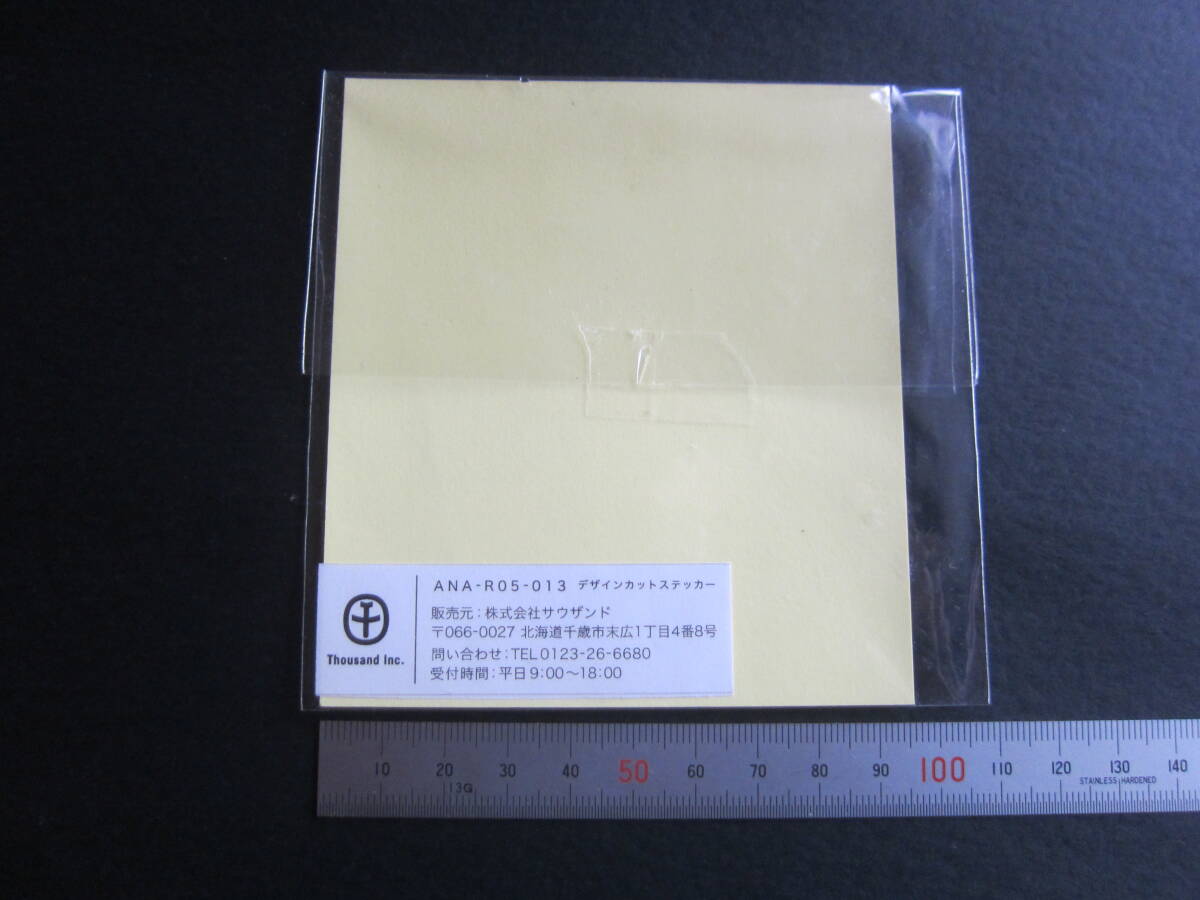 ANA-R05-013 デザインカットステッカー
販売元：株式会社サウザンド
〒066-0027 北海道千歳市末広1丁目4番8号
問い合わせ：TEL 0123-26-6680
受付時間：平日9:00〜18:00
Thousand Inc.
10 20 30 40 50 60 70 80 90 100 110 120 130 140
13G
STAINLESS HARDENED